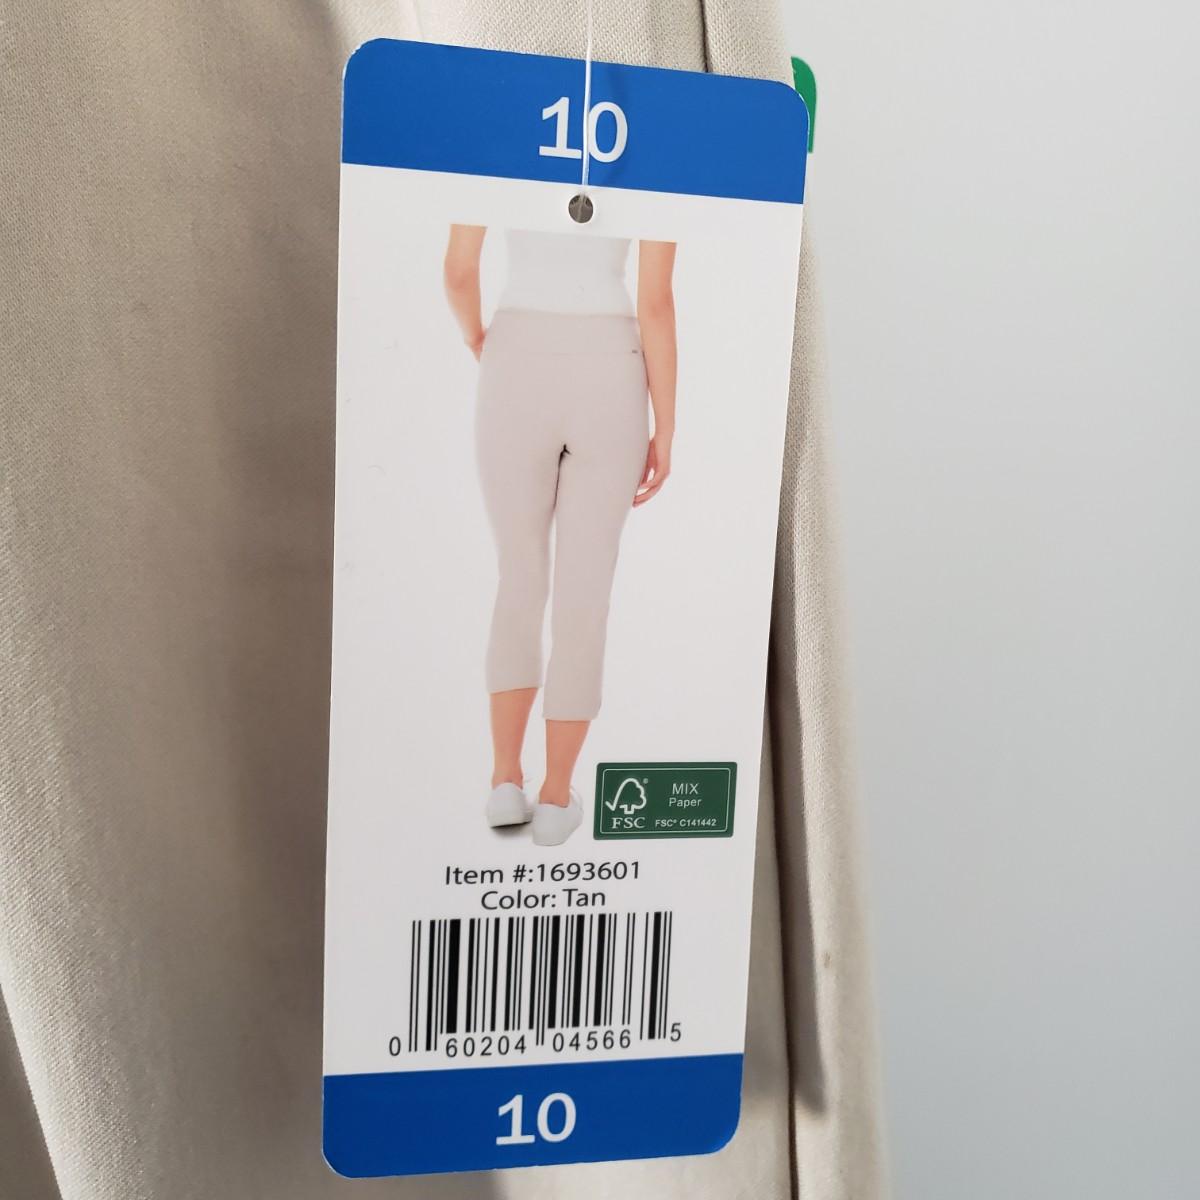 10
MIX
Paper
FSC® C141442
FSC
Item #:1693601
Color: Tan
0 60204 04566 5
10